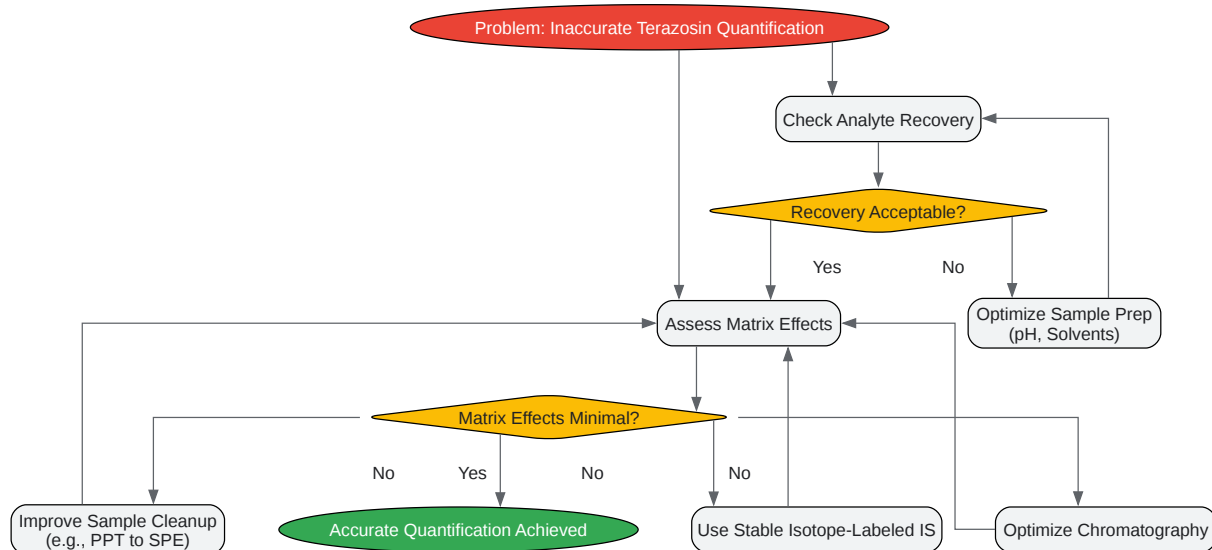 Problem: Inaccurate Terazosin Quantification
Check Analyte Recovery
Recovery Acceptable?
Yes
No
Assess Matrix Effects
Optimize Sample Prep
(pH, Solvents)
Matrix Effects Minimal?
No
Yes
No
No
Improve Sample Cleanup
(e.g., PPT to SPE)
Accurate Quantification Achieved
Use Stable Isotope-Labeled IS
Optimize Chromatography